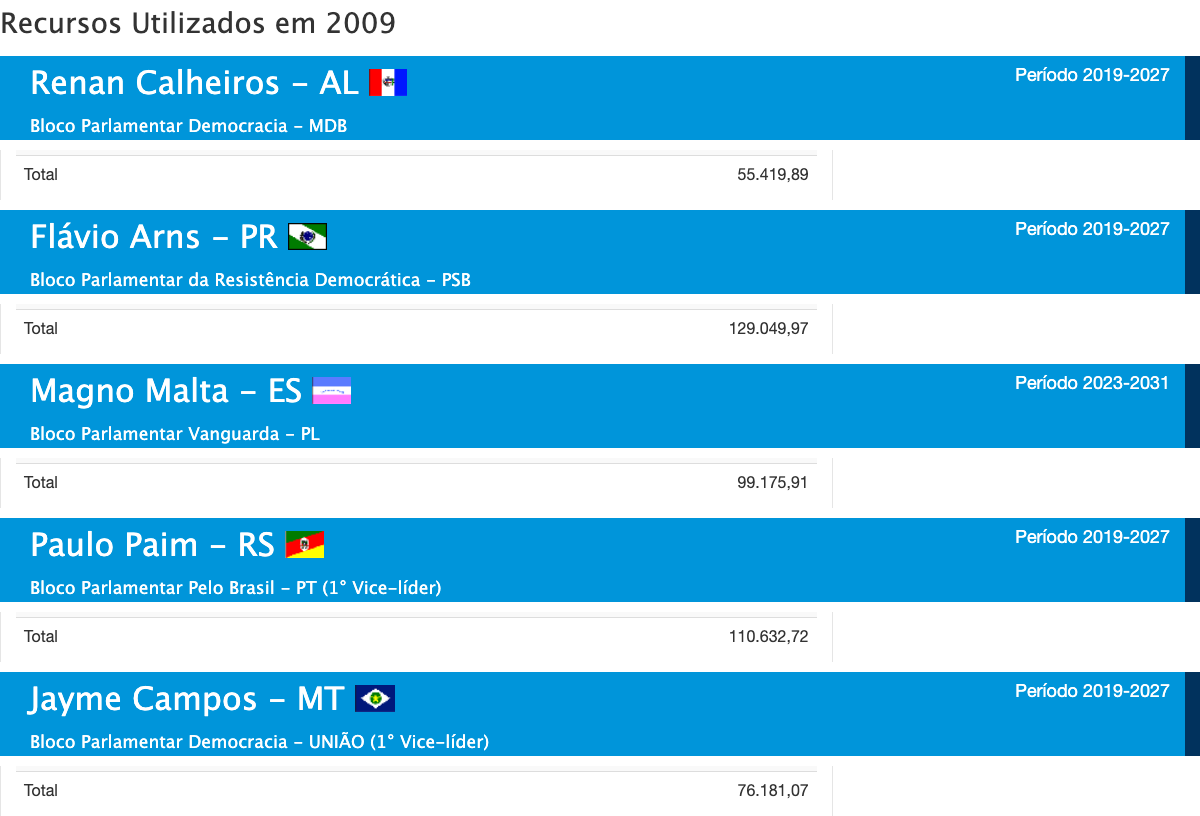 Recursos Utilizados em 2009
Renan Calheiros – AL
Período 2019-2027
Bloco Parlamentar Democracia – MDB
Total 55.419,89
Flávio Arns – PR
Período 2019-2027
Bloco Parlamentar da Resistência Democrática – PSB
Total 129.049,97
Magno Malta – ES
Período 2023-2031
Bloco Parlamentar Vanguarda – PL
Total 99.175,91
Paulo Paim – RS
Período 2019-2027
Bloco Parlamentar Pelo Brasil – PT (1° Vice-líder)
Total 110.632,72
Jayme Campos – MT
Período 2019-2027
Bloco Parlamentar Democracia – UNIÃO (1° Vice-líder)
Total 76.181,07